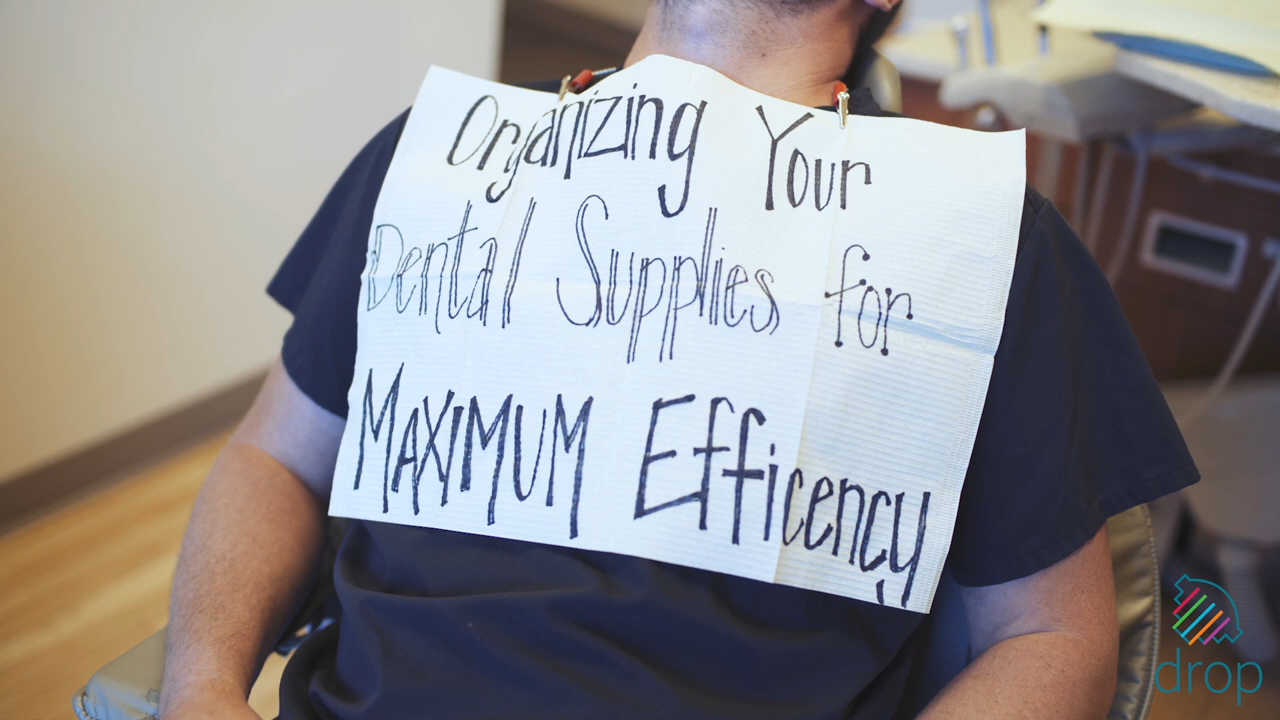 Organizing Your
Dental Supplies for
MAXIMUM Efficency
drop